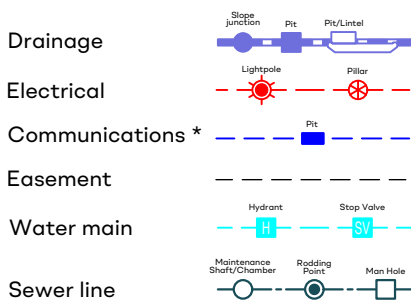 Slope
junction
Pit
Pit/Lintel
Drainage
Lightpole
Pillar
Electrical
Pit
Communications *
Easement
Hydrant
Stop Valve
Water main
H
SV
Maintenance
Shaft/Chamber
Rodding
Point
Man Hole
Sewer line